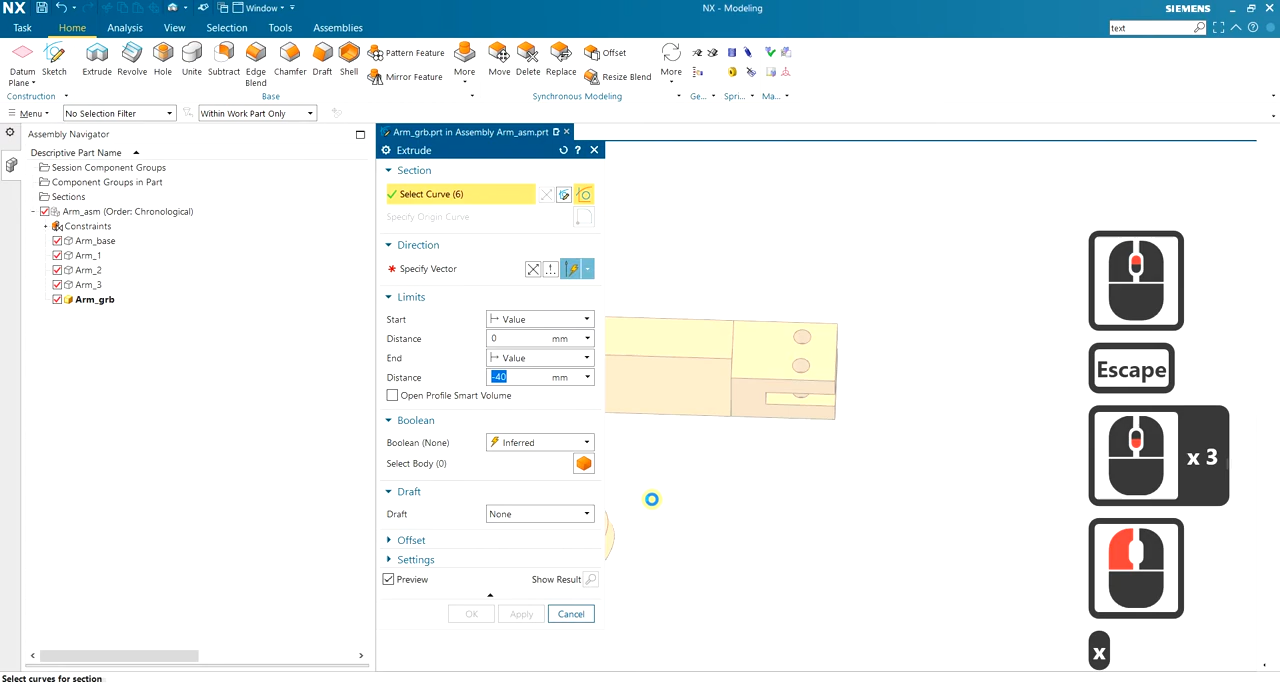 NX
Window
NX - Modeling
SIEMENS
Task
Home
Analysis
View
Selection
Tools
Assemblies
text
Datum
Plane
Sketch
Extrude
Revolve
Hole
Unite
Subtract
Edge
Blend
Chamfer
Draft
Shell
Pattern Feature
Mirror Feature
More
Move
Delete
Replace
Offset
Resize Blend
More
Construction
Base
Synchronous Modeling
Ge...
Spri...
Ma...
Menu
No Selection Filter
Within Work Part Only
Assembly Navigator
Descriptive Part Name
Session Component Groups
Component Groups in Part
Sections
Arm_asm (Order: Chronological)
Constraints
Arm_base
Arm_1
Arm_2
Arm_3
Arm_grb
Arm_grb.prt in Assembly Arm_asm.prt
Extrude
Section
Select Curve (6)
Specify Origin Curve
Direction
* Specify Vector
Limits
Start
Value
Distance
0 mm
End
Value
Distance
-40 mm
Open Profile Smart Volume
Boolean
Boolean (None)
Inferred
Select Body (0)
Draft
Draft
None
Offset
Settings
Preview
Show Result
OK
Apply
Cancel
Escape
x 3
x
Select curves for section